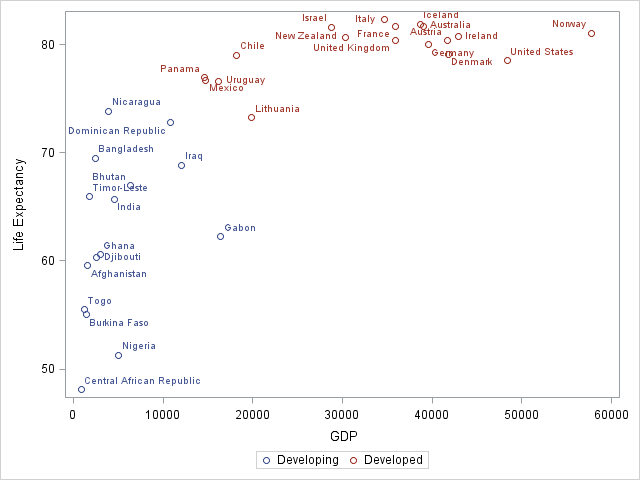 Iceland
Israel
Italy
Norway
Australia
New Zealand
France
Austria
Ireland
80
Chile
United Kingdom
Germany
United States
Denmark
Panama
Uruguay
Mexico
Nicaragua
Lithuania
Dominican Republic
70
Bangladesh
Iraq
Bhutan
Timor-Leste
India
Gabon
Ghana
Djibouti
60
Afghanistan
Togo
Burkina Faso
Nigeria
50
Central African Republic
Life Expectancy
0 10000 20000 30000 40000 50000 60000
GDP
Developing Developed